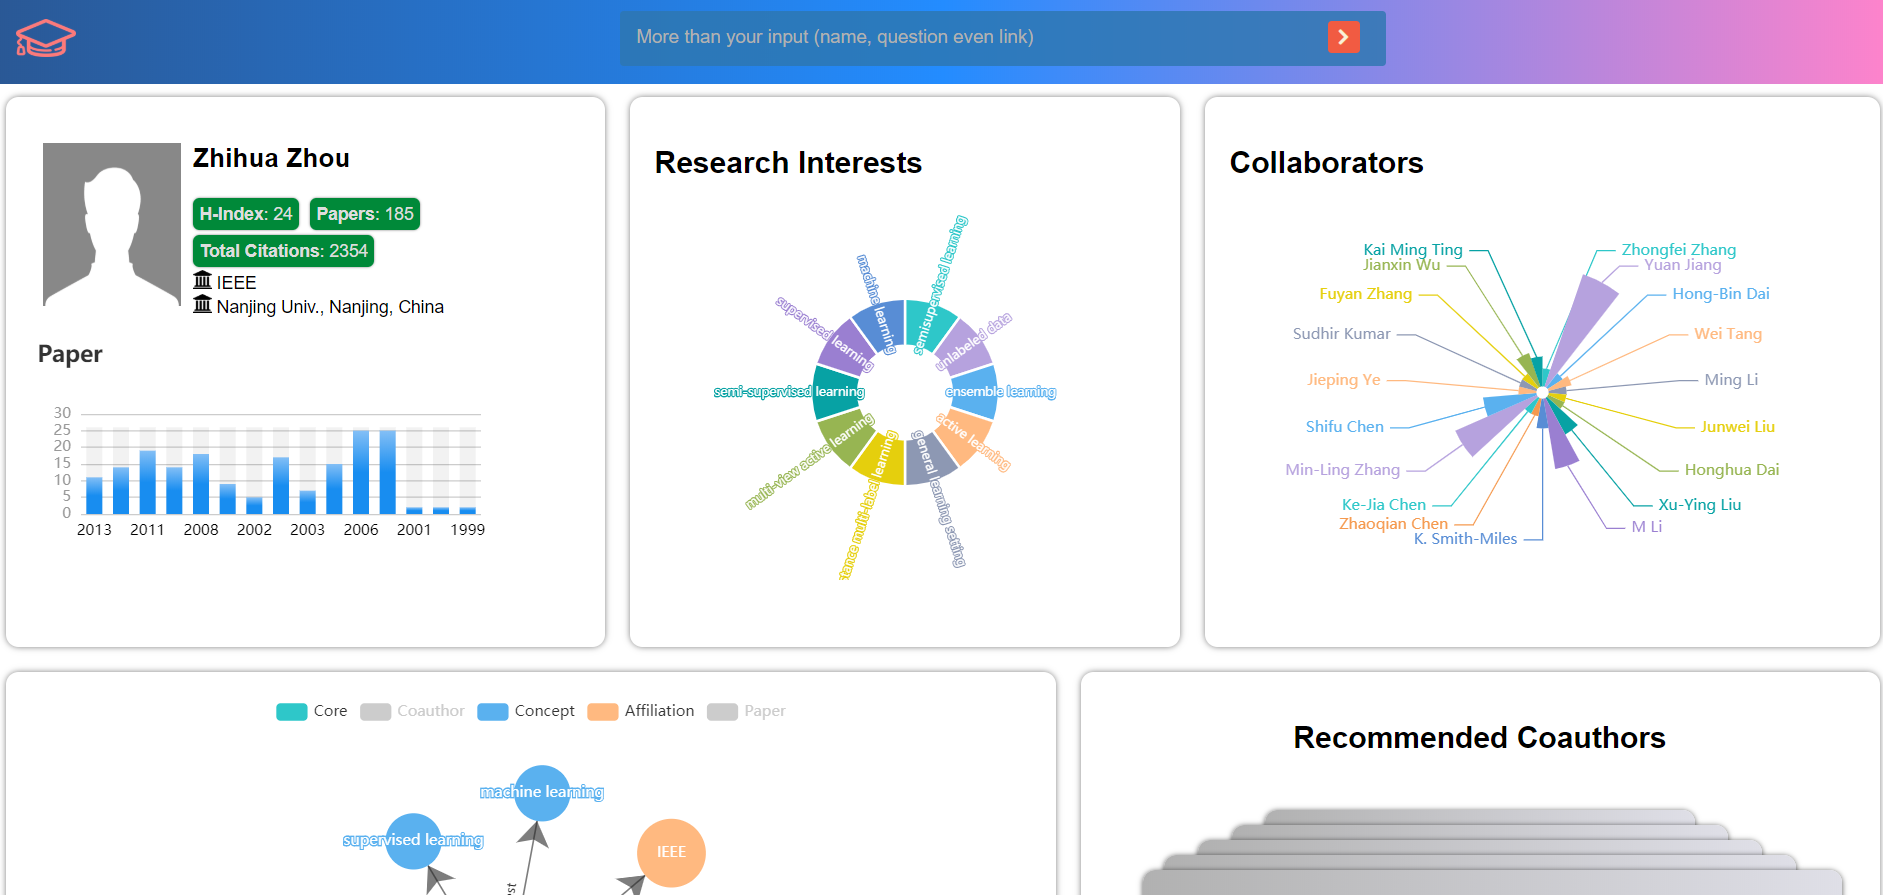 More than your input (name, question even link)
Zhihua Zhou
H-Index: 24 Papers: 185
Total Citations: 2354
IEEE
Nanjing Univ., Nanjing, China
Paper
30
25
20
15
10
5
0
2013 2011 2008 2002 2003 2006 2001 1999
Research Interests
semisupervised learning
unlabeled data
ensemble learning
active learning
general learning setting
multi-label learning
multi-view active learning
semi-supervised learning
supervised learning
machine learning
Collaborators
Zhongfei Zhang
Yuan Jiang
Hong-Bin Dai
Wei Tang
Ming Li
Junwei Liu
Honghua Dai
Xu-Ying Liu
M Li
K. Smith-Miles
Zhaoqian Chen
Ke-Jia Chen
Min-Ling Zhang
Shifu Chen
Jieping Ye
Sudhir Kumar
Fuyan Zhang
Jianxin Wu
Kai Ming Ting
Core Coauthor Concept Affiliation Paper
machine learning
supervised learning
IEEE
Recommended Coauthors